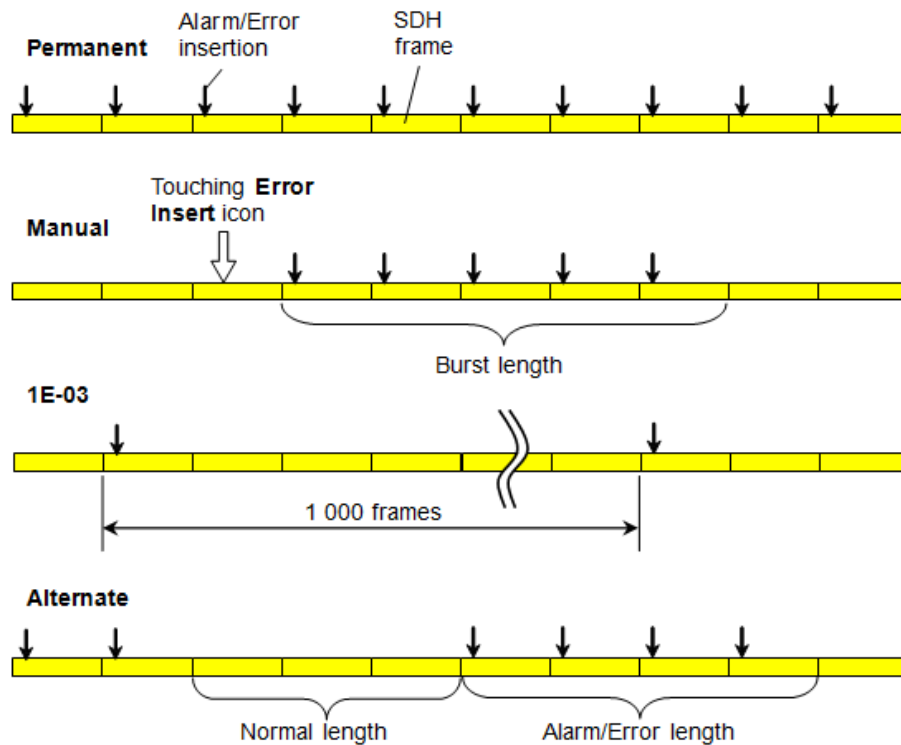 Alarm/Error
insertion
SDH
frame
Permanent
Touching Error
Insert icon
Manual
Burst length
1E-03
1 000 frames
Alternate
Normal length
Alarm/Error length